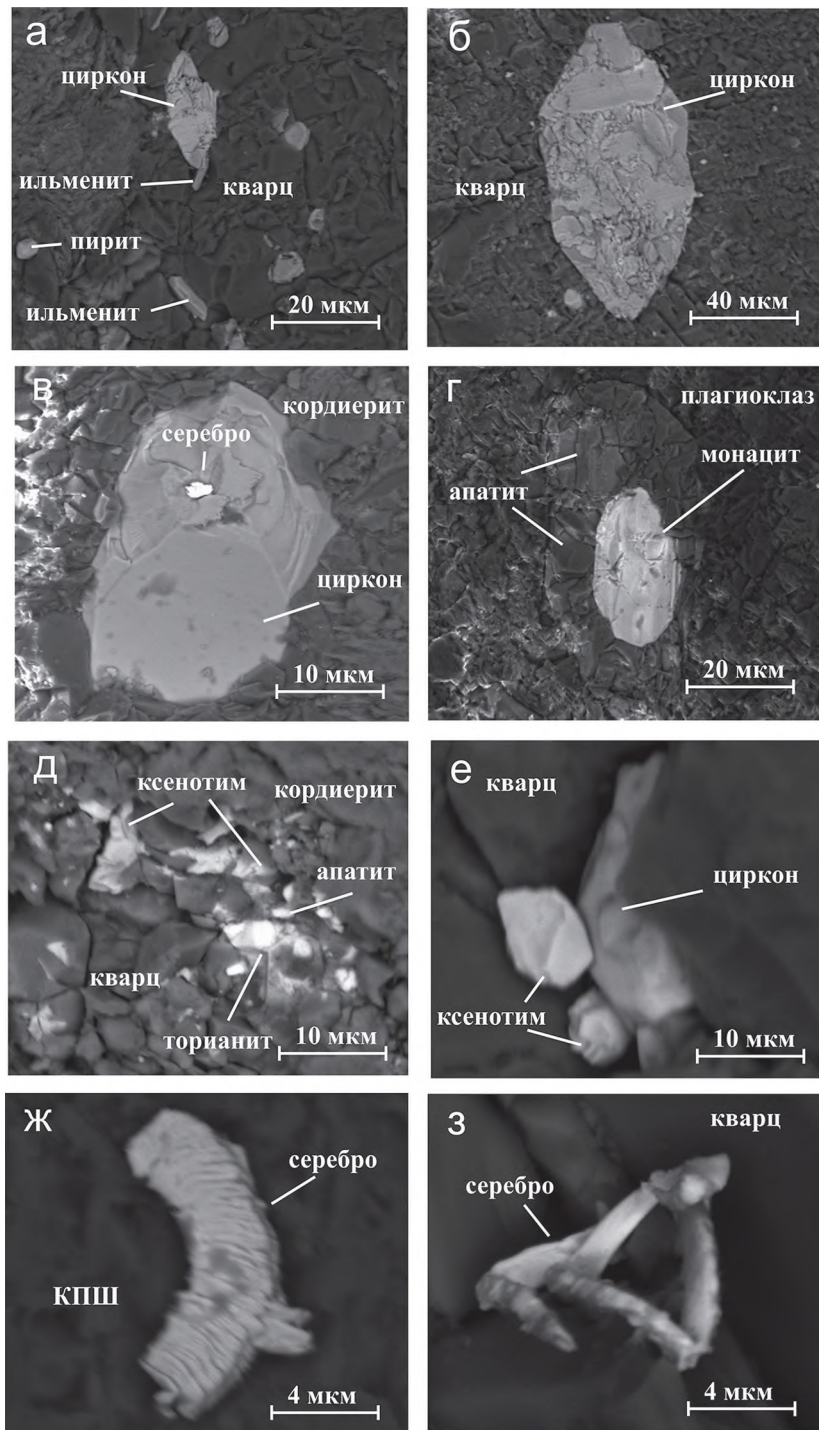 а
циркон
ильменит
кварц
пирит
ильменит
20 мкм
б
циркон
кварц
40 мкм
в
кордиерит
серебро
циркон
10 мкм
г
плагиоклаз
монацит
апатит
20 мкм
д
ксенотим
кордиерит
апатит
кварц
торианит
10 мкм
е
кварц
циркон
ксенотим
10 мкм
ж
серебро
КПШ
4 мкм
з
кварц
серебро
4 мкм